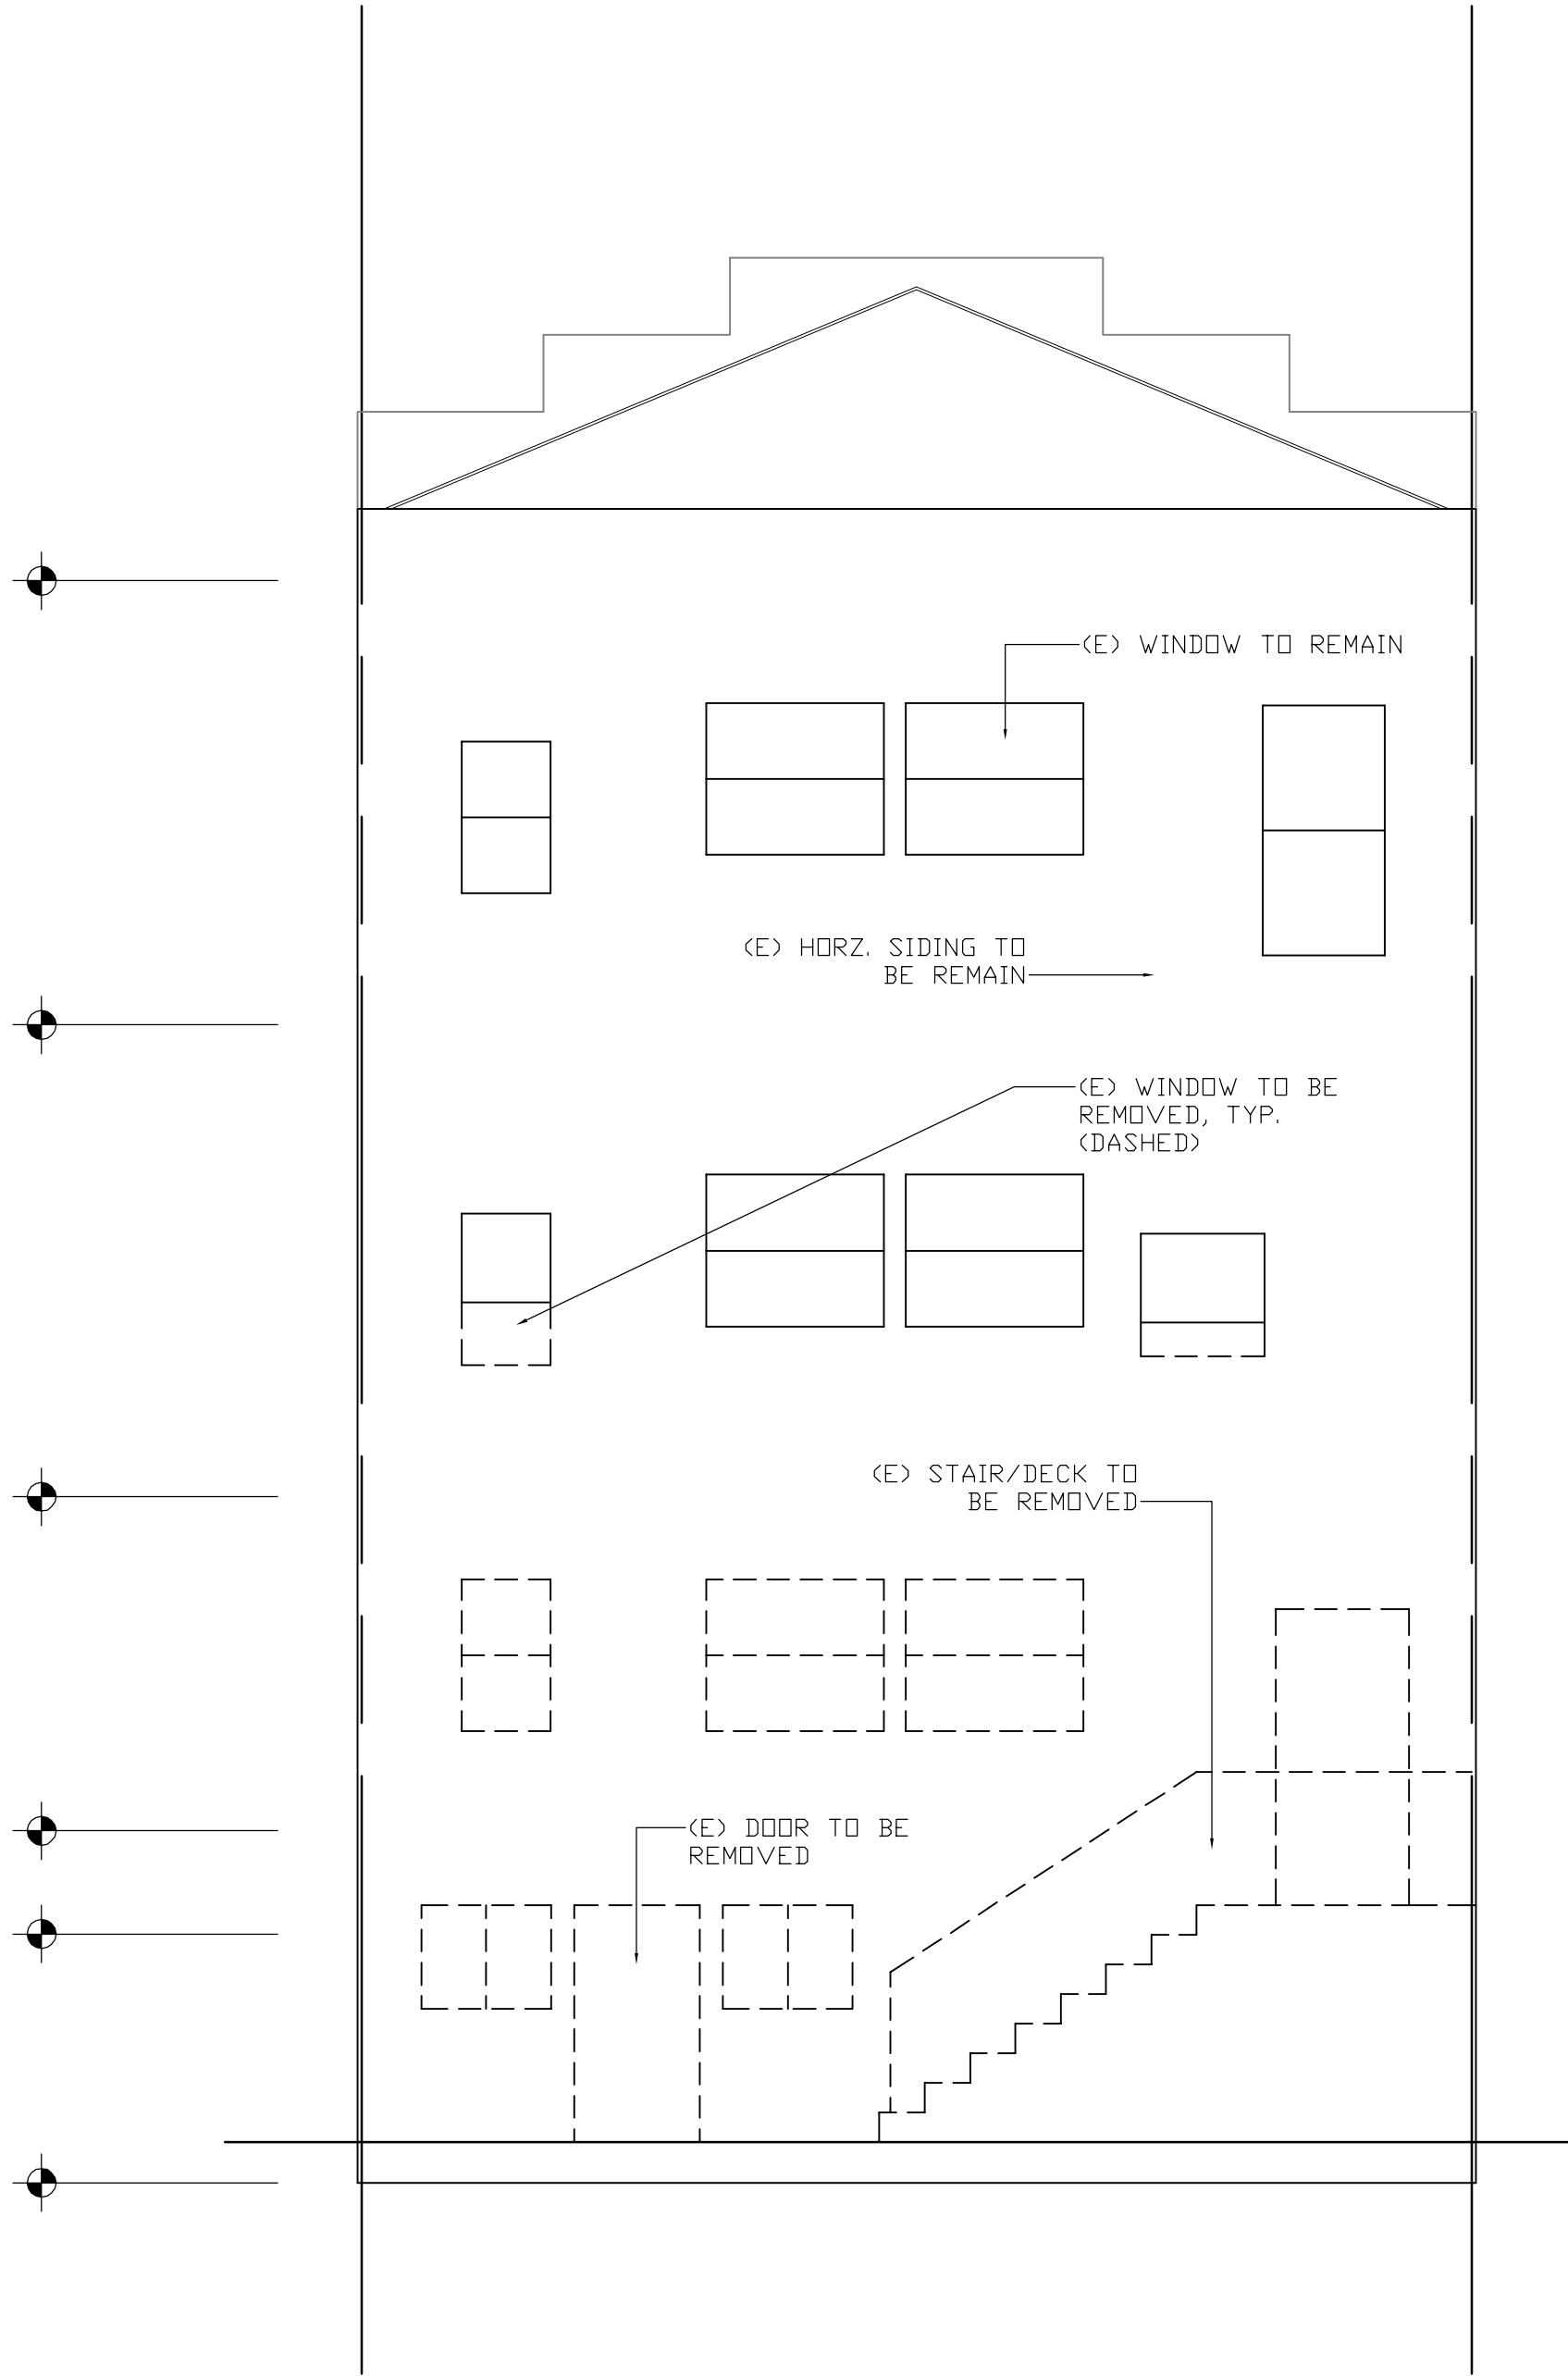 (E) WINDOW TO REMAIN
(E) HORZ. SIDING TO
BE REMAIN
(E) WINDOW TO BE
REMOVED, TYP.
(DASHED)
(E) STAIR/DECK TO
BE REMOVED
(E) DOOR TO BE
REMOVED